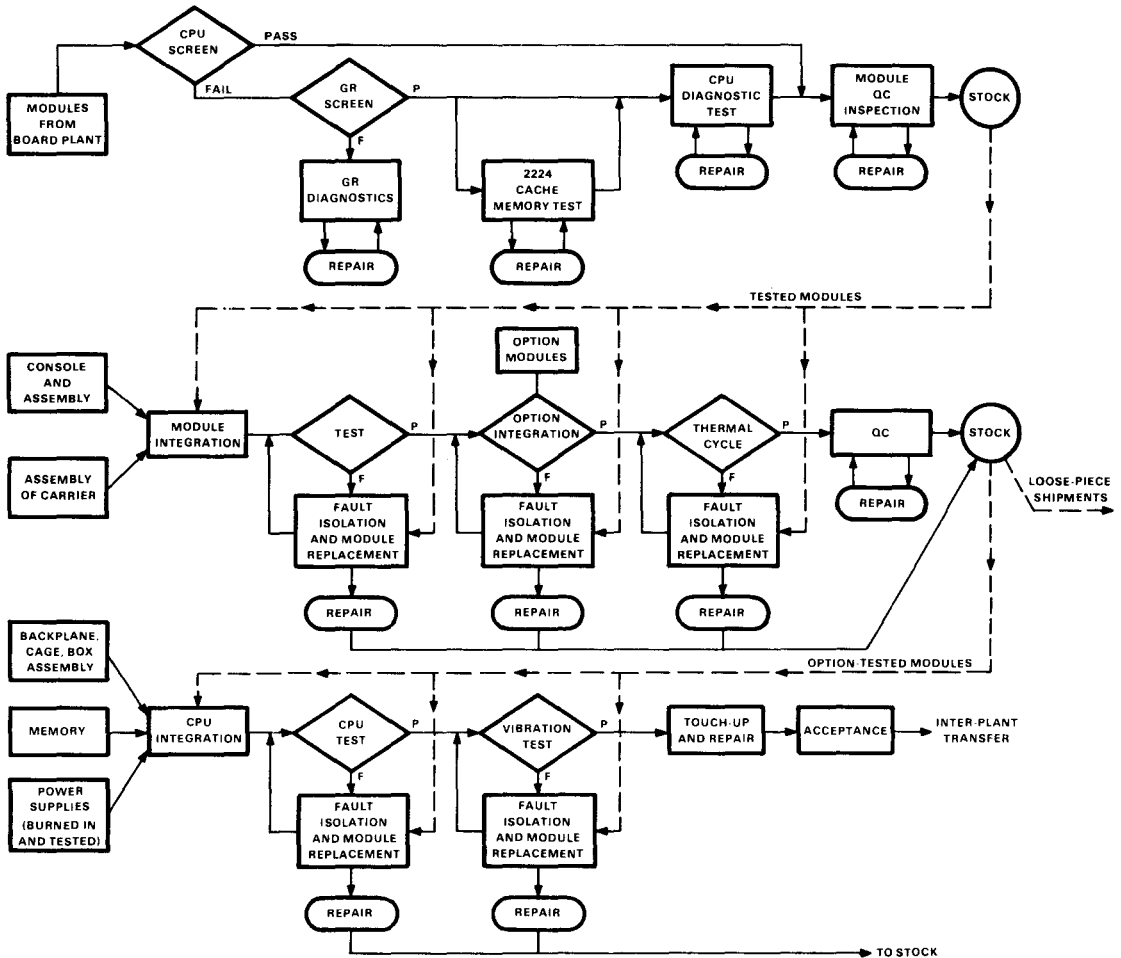 CPU
SCREEN
PASS
FAIL
MODULES
FROM
BOARD PLANT
GR
SCREEN
P
F
GR
DIAGNOSTICS
REPAIR
2224
CACHE
MEMORY TEST
REPAIR
CPU
DIAGNOSTIC
TEST
REPAIR
MODULE
QC
INSPECTION
REPAIR
STOCK
TESTED MODULES
CONSOLE
AND
ASSEMBLY
ASSEMBLY
OF CARRIER
MODULE
INTEGRATION
TEST
P
F
FAULT
ISOLATION
AND MODULE
REPLACEMENT
REPAIR
OPTION
MODULES
OPTION
INTEGRATION
P
F
FAULT
ISOLATION
AND MODULE
REPLACEMENT
REPAIR
THERMAL
CYCLE
P
F
FAULT
ISOLATION
AND MODULE
REPLACEMENT
REPAIR
QC
REPAIR
STOCK
LOOSE-PIECE
SHIPMENTS
OPTION-TESTED MODULES
BACKPLANE,
CAGE, BOX
ASSEMBLY
MEMORY
POWER
SUPPLIES
(BURNED IN
AND TESTED)
CPU
INTEGRATION
CPU
TEST
P
F
FAULT
ISOLATION
AND MODULE
REPLACEMENT
REPAIR
VIBRATION
TEST
P
F
FAULT
ISOLATION
AND MODULE
REPLACEMENT
REPAIR
TOUCH-UP
AND REPAIR
ACCEPTANCE
INTER-PLANT
TRANSFER
TO STOCK